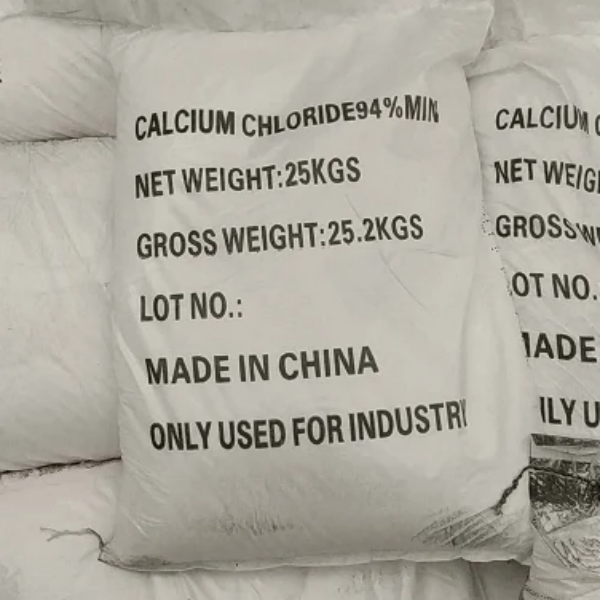 CALCIUM CHLORIDE94%MIN
NET WEIGHT:25KGS
GROSS WEIGHT:25.2KGS
LOT NO.:
MADE IN CHINA
ONLY USED FOR INDUSTRY
CALCIUM
NET WEIG
GROSS WE
LOT NO.
MADE